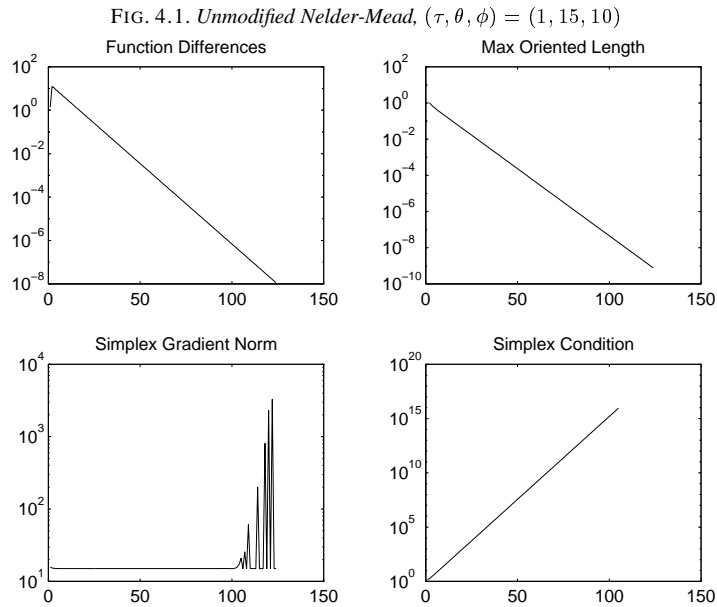 FIG. 4.1. Unmodified Nelder-Mead, (τ, θ, φ) = (1, 15, 10)
Function Differences
10^2
10^0
10^−2
10^−4
10^−6
10^−8
0 50 100 150
Max Oriented Length
10^2
10^0
10^−2
10^−4
10^−6
10^−8
10^−10
0 50 100 150
Simplex Gradient Norm
10^4
10^3
10^2
10^1
0 50 100 150
Simplex Condition
10^20
10^15
10^10
10^5
10^0
0 50 100 150